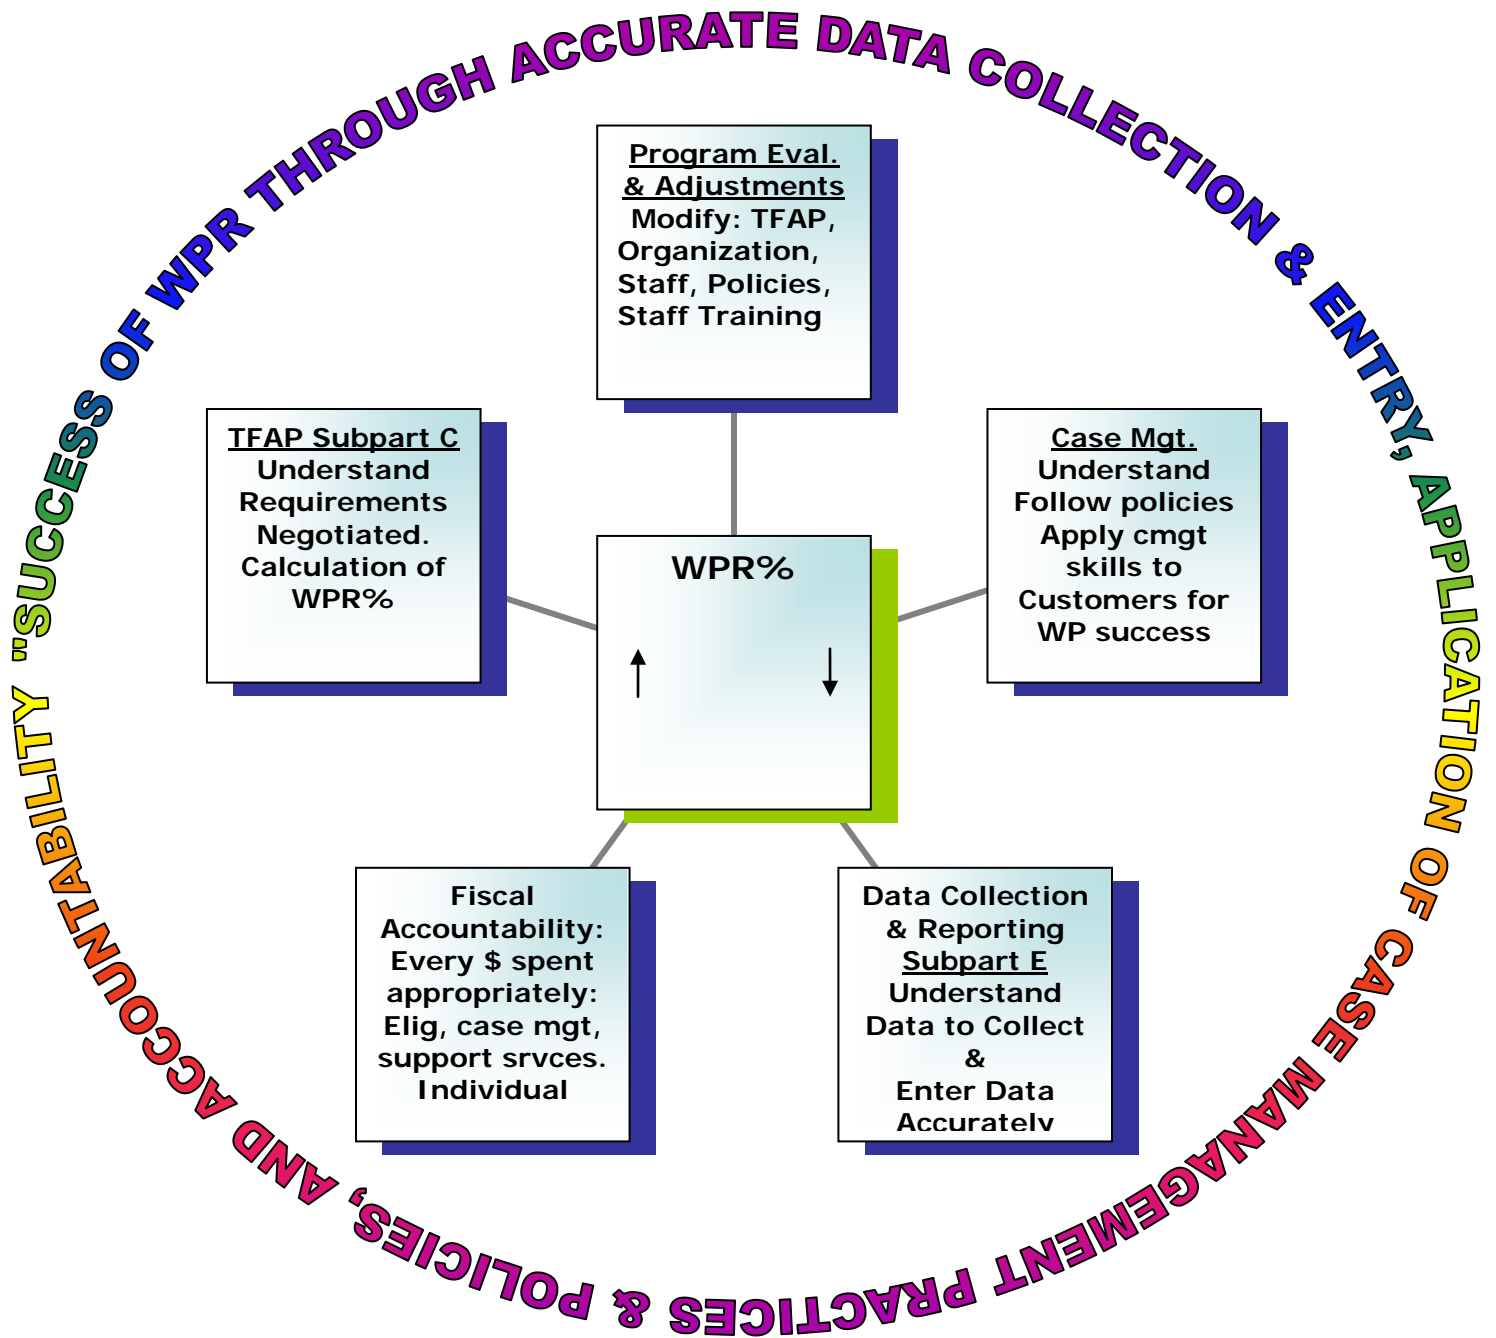 "SUCCESS OF WPR THROUGH ACCURATE DATA COLLECTION & ENTRY, APPLICATION OF CASE MANAGEMENT PRACTICES & POLICIES, AND ACCOUNTABILITY
Program Eval.
& Adjustments
Modify: TFAP,
Organization,
Staff, Policies,
Staff Training
TFAP Subpart C
Understand
Requirements
Negotiated.
Calculation of
WPR%
Case Mgt.
Understand
Follow policies
Apply cmgt
skills to
Customers for
WP success
WPR%
Fiscal
Accountability:
Every $ spent
appropriately:
Elig, case mgt,
support srvces.
Individual
Data Collection
& Reporting
Subpart E
Understand
Data to Collect
&
Enter Data
Accurately